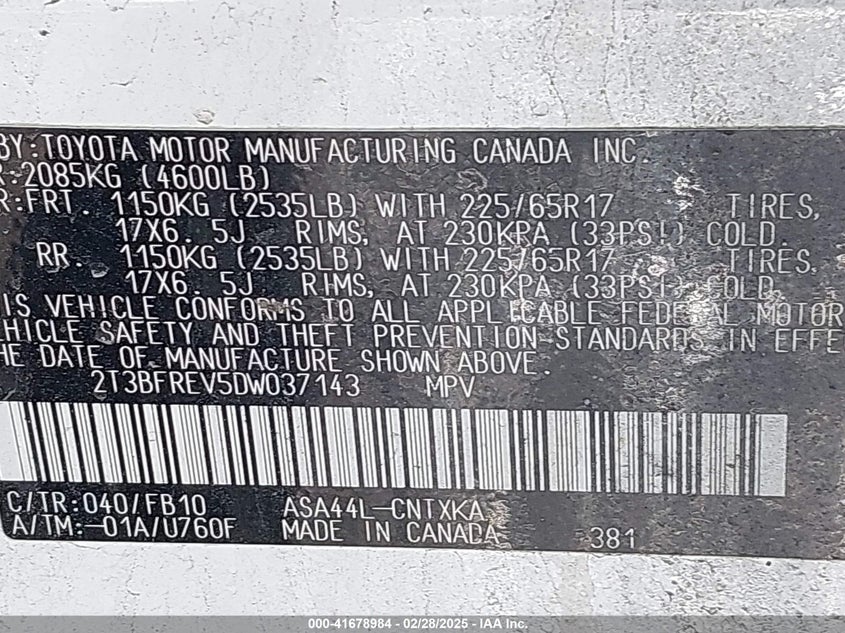 BY:TOYOTA MOTOR MANUFACTURING CANADA INC.
R:2085KG (4600LB)
R:FRT. 1150KG (2535LB) WITH 225/65R17 TIRES,
17X6. 5J RIMS, AT 230KPA (33PSI) COLD.
RR. 1150KG (2535LB) WITH 225/65R17 TIRES,
17X6. 5J RIMS, AT 230KPA (33PSI) COLD.
IS VEHICLE CONFORMS TO ALL APPLICABLE FEDERAL MOTOR
EHICLE SAFETY AND THEFT PREVENTION STANDARDS IN EFFE
HE DATE OF MANUFACTURE SHOWN ABOVE.
2T3BFREV5DW037143 MPV
C/TR:040/FB10 ASA44L-CNTXKA
A/TM:-01A/U760F MADE IN CANADA 381
000-41678984 - 02/28/2025 - IAA Inc.